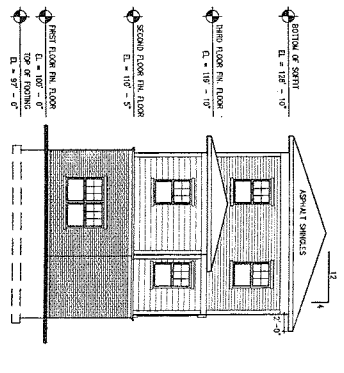 BOTTOM OF SOFFIT
EL = 128' - 10"
THIRD FLOOR FIN. FLOOR
EL = 119' - 10"
SECOND FLOOR FIN. FLOOR
EL = 110' - 5"
FIRST FLOOR FIN. FLOOR
EL = 100' - 0"
TOP OF FOOTING
EL = 97' - 0"
ASPHALT SHINGLES
12
4
2'-0"